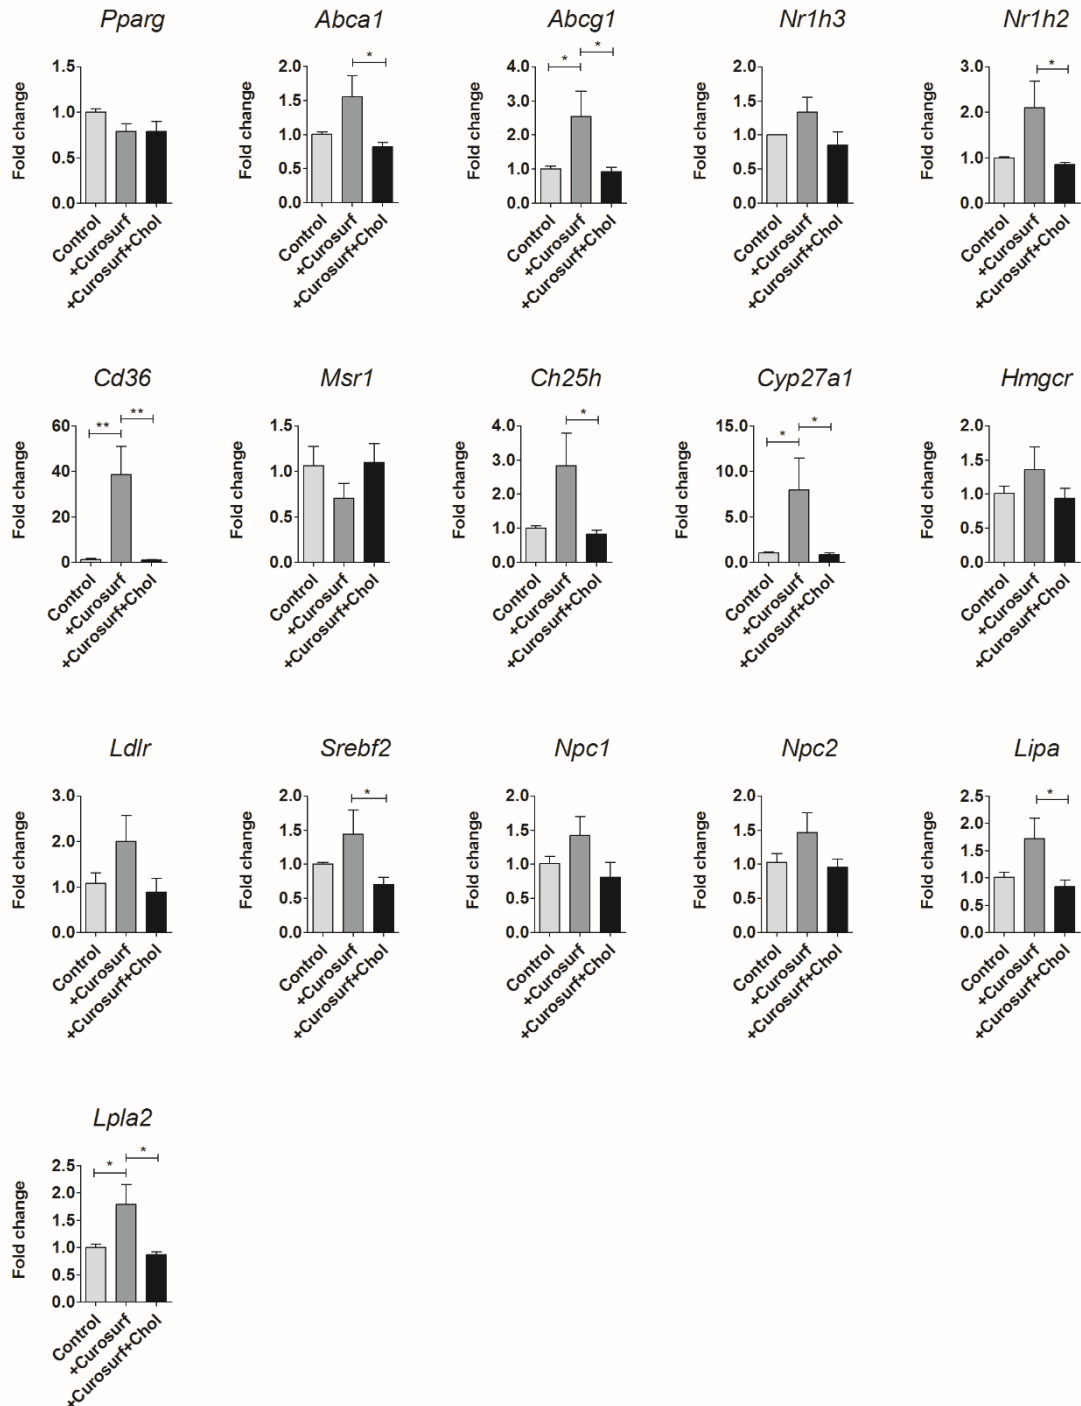 Pparg
Abca1
Abcg1
Nr1h3
Nr1h2
Fold change
1.5
1.0
0.5
0.0
Control
+Curosurf
+Curosurf+Chol
Fold change
2.0
1.5
1.0
0.5
0.0
*
Control
+Curosurf
+Curosurf+Chol
Fold change
4.0
3.0
2.0
1.0
0.0
*
*
Control
+Curosurf
+Curosurf+Chol
Fold change
2.0
1.5
1.0
0.5
0.0
Control
+Curosurf
+Curosurf+Chol
Fold change
3.0
2.0
1.0
0.0
*
Control
+Curosurf
+Curosurf+Chol
Cd36
Msr1
Ch25h
Cyp27a1
Hmgcr
Fold change
60
40
20
0
**
**
Control
+Curosurf
+Curosurf+Chol
Fold change
1.5
1.0
0.5
0.0
Control
+Curosurf
+Curosurf+Chol
Fold change
4.0
3.0
2.0
1.0
0.0
*
Control
+Curosurf
+Curosurf+Chol
Fold change
15.0
10.0
5.0
0.0
*
*
Control
+Curosurf
+Curosurf+Chol
Fold change
2.0
1.5
1.0
0.5
0.0
Control
+Curosurf
+Curosurf+Chol
Ldlr
Srebf2
Npc1
Npc2
Lipa
Fold change
3.0
2.0
1.0
0.0
Control
+Curosurf
+Curosurf+Chol
Fold change
2.0
1.5
1.0
0.5
0.0
*
Control
+Curosurf
+Curosurf+Chol
Fold change
2.0
1.5
1.0
0.5
0.0
Control
+Curosurf
+Curosurf+Chol
Fold change
2.0
1.5
1.0
0.5
0.0
Control
+Curosurf
+Curosurf+Chol
Fold change
2.5
2.0
1.5
1.0
0.5
0.0
*
Control
+Curosurf
+Curosurf+Chol
Lpla2
Fold change
2.5
2.0
1.5
1.0
0.5
0.0
*
*
Control
+Curosurf
+Curosurf+Chol